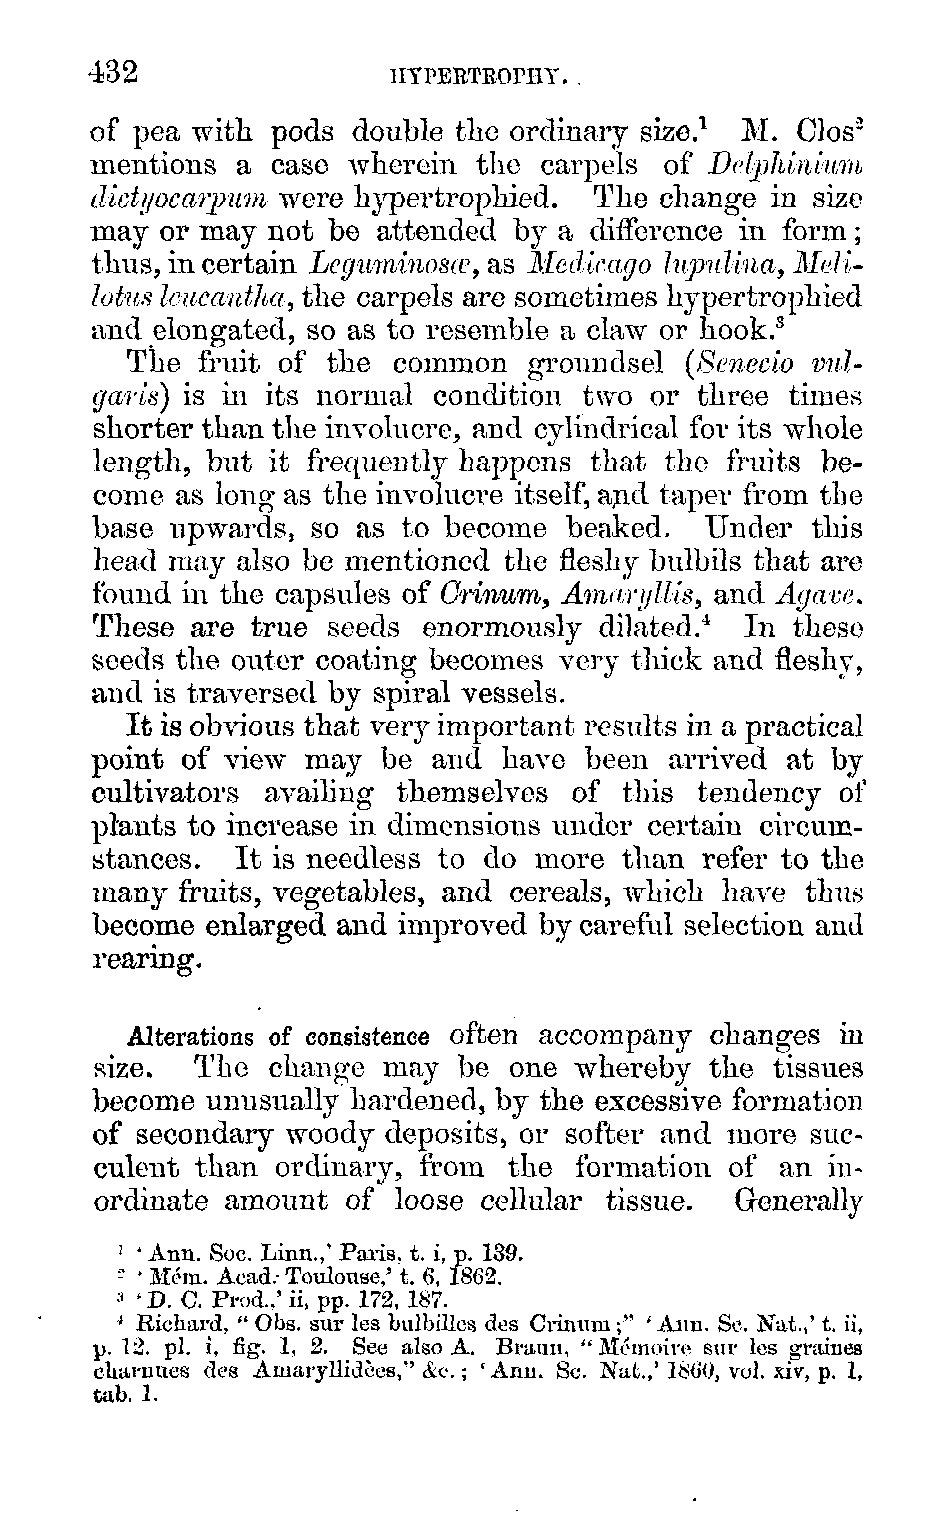 432 HYPERTROPHY.
of pea with pods double the ordinary size.¹ M. Clos²
mentions a case wherein the carpels of Delphinium
dictyocarpum were hypertrophied. The change in size
may or may not be attended by a difference in form;
thus, in certain Leguminosæ, as Medicago lupulina, Meli-
lotus leucantha, the carpels are sometimes hypertrophied
and elongated, so as to resemble a claw or hook.³
The fruit of the common groundsel (Senecio vul-
garis) is in its normal condition two or three times
shorter than the involucre, and cylindrical for its whole
length, but it frequently happens that the fruits be-
come as long as the involucre itself, and taper from the
base upwards, so as to become beaked. Under this
head may also be mentioned the fleshy bulbils that are
found in the capsules of Crinum, Amaryllis, and Agave.
These are true seeds enormously dilated.⁴ In these
seeds the outer coating becomes very thick and fleshy,
and is traversed by spiral vessels.
It is obvious that very important results in a practical
point of view may be and have been arrived at by
cultivators availing themselves of this tendency of
plants to increase in dimensions under certain circum-
stances. It is needless to do more than refer to the
many fruits, vegetables, and cereals, which have thus
become enlarged and improved by careful selection and
rearing.
Alterations of consistence often accompany changes in
size. The change may be one whereby the tissues
become unusually hardened, by the excessive formation
of secondary woody deposits, or softer and more suc-
culent than ordinary, from the formation of an in-
ordinate amount of loose cellular tissue. Generally
¹ ‘Ann. Soc. Linn.,’ Paris, t. i, p. 139.
² ‘Mém. Acad. Toulouse,’ t. 6, 1862.
³ ‘D. C. Prod.,’ ii, pp. 172, 187.
⁴ Richard, “Obs. sur les bulbilles des Crinum;” ‘Ann. Sc. Nat.,’ t. ii,
p. 12. pl. i, fig. 1, 2. See also A. Braun, “Mémoire sur les graines
charnues des Amaryllidèes,” &c.; ‘Ann. Sc. Nat.,’ 1860, vol. xiv, p. 1,
tab. 1.